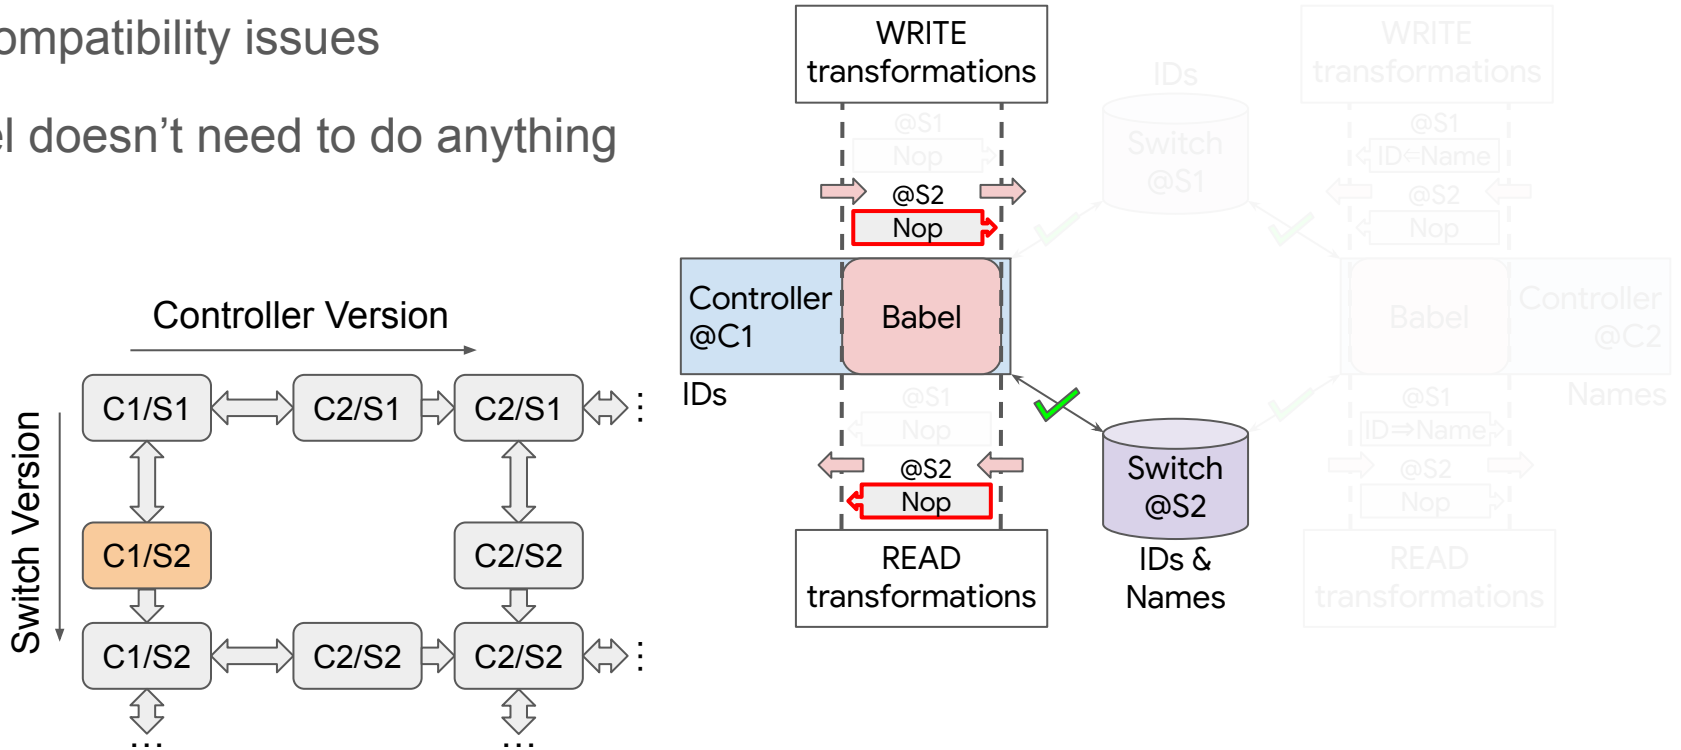 ompatibility issues
el doesn’t need to do anything
Controller Version
Switch Version
C1/S1
C2/S1
C2/S1
⋮
C1/S2
C2/S2
C1/S2
C2/S2
C2/S2
⋮
...
...
WRITE
transformations
@S1
Nop
@S2
Nop
Controller
@C1
Babel
IDs
@S1
Nop
@S2
Nop
READ
transformations
IDs
Switch
@S1
Switch
@S2
IDs &
Names
WRITE
transformations
@S1
ID⇐Name
@S2
Nop
Babel
Controller
@C2
Names
@S1
ID⇒Name
@S2
Nop
READ
transformations